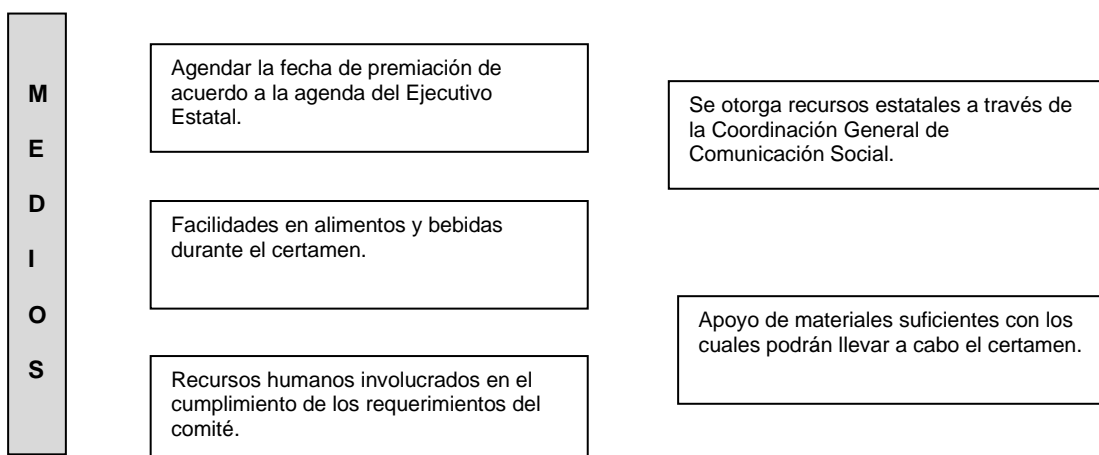 M
E
D
I
O
S
Agendar la fecha de premiación de
acuerdo a la agenda del Ejecutivo
Estatal.
Facilidades en alimentos y bebidas
durante el certamen.
Recursos humanos involucrados en el
cumplimiento de los requerimientos del
comité.
Se otorga recursos estatales a través de
la Coordinación General de
Comunicación Social.
Apoyo de materiales suficientes con los
cuales podrán llevar a cabo el certamen.